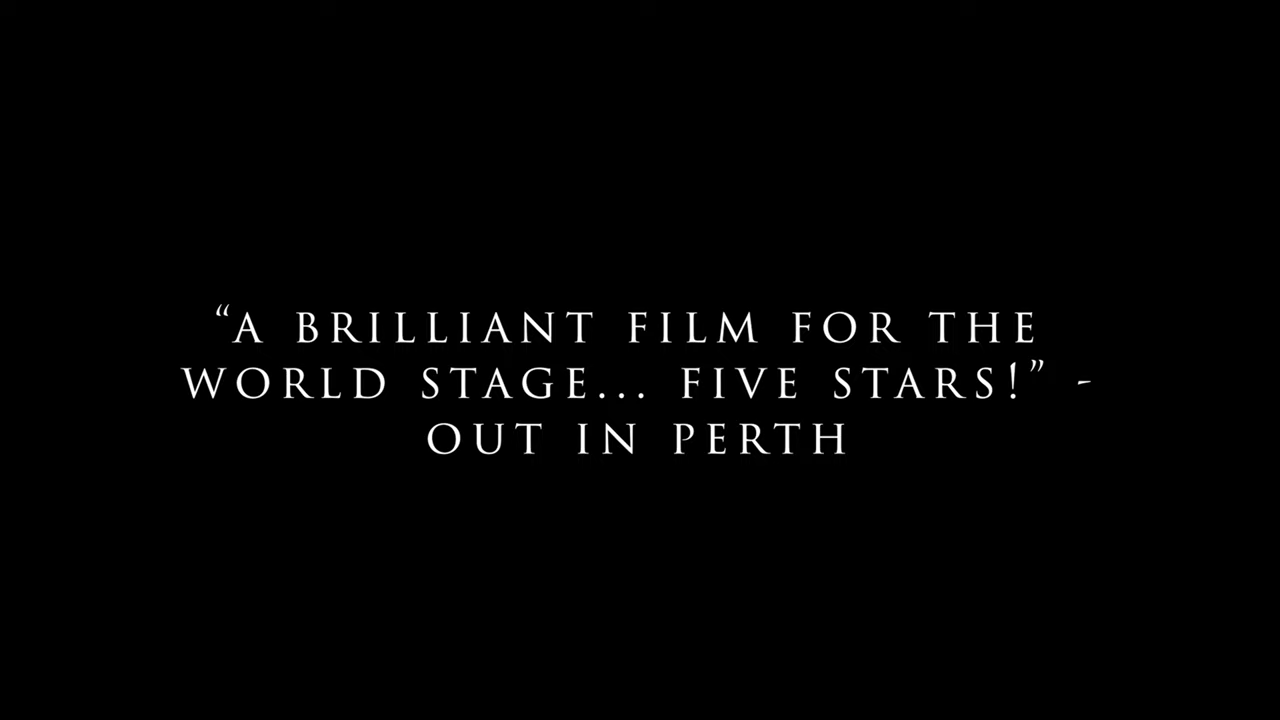 “A BRILLIANT FILM FOR THE
WORLD STAGE... FIVE STARS!” -
OUT IN PERTH